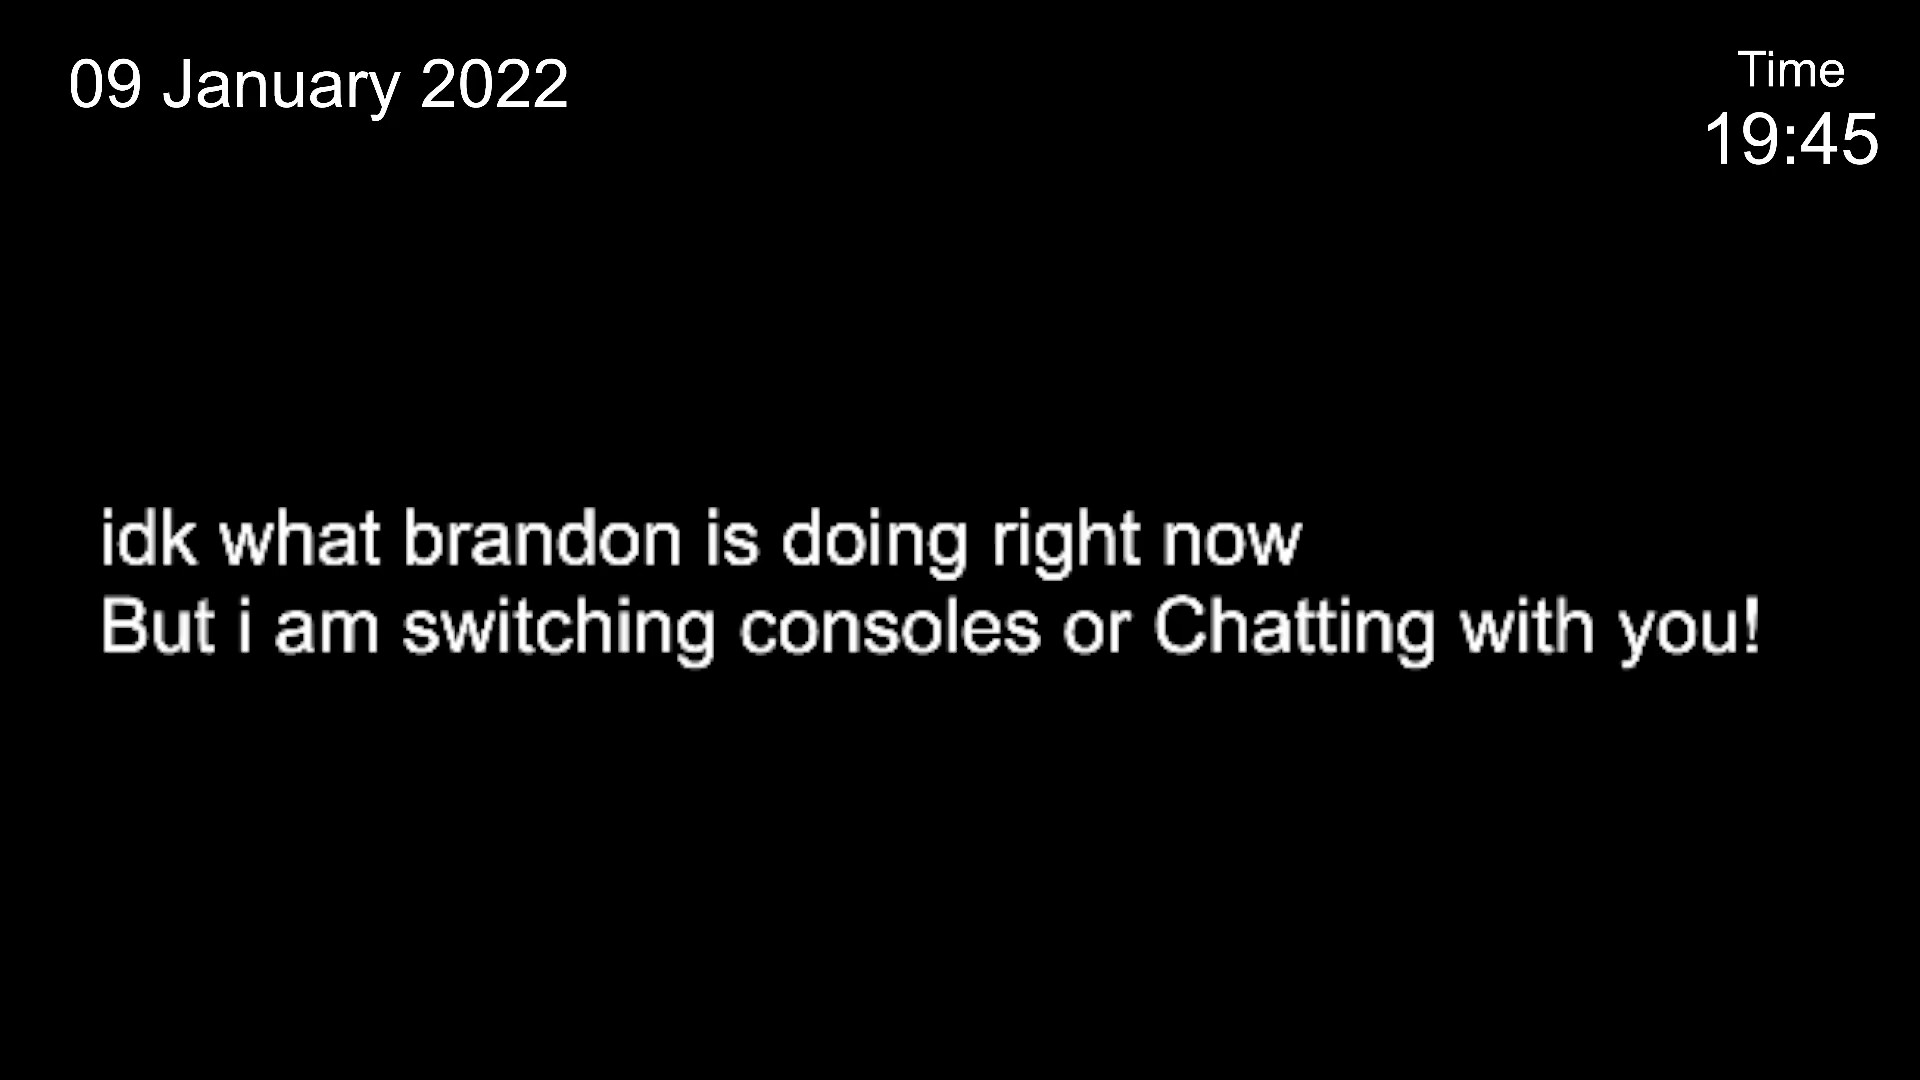 09 January 2022
Time
19:45
idk what brandon is doing right now
But i am switching consoles or Chatting with you!